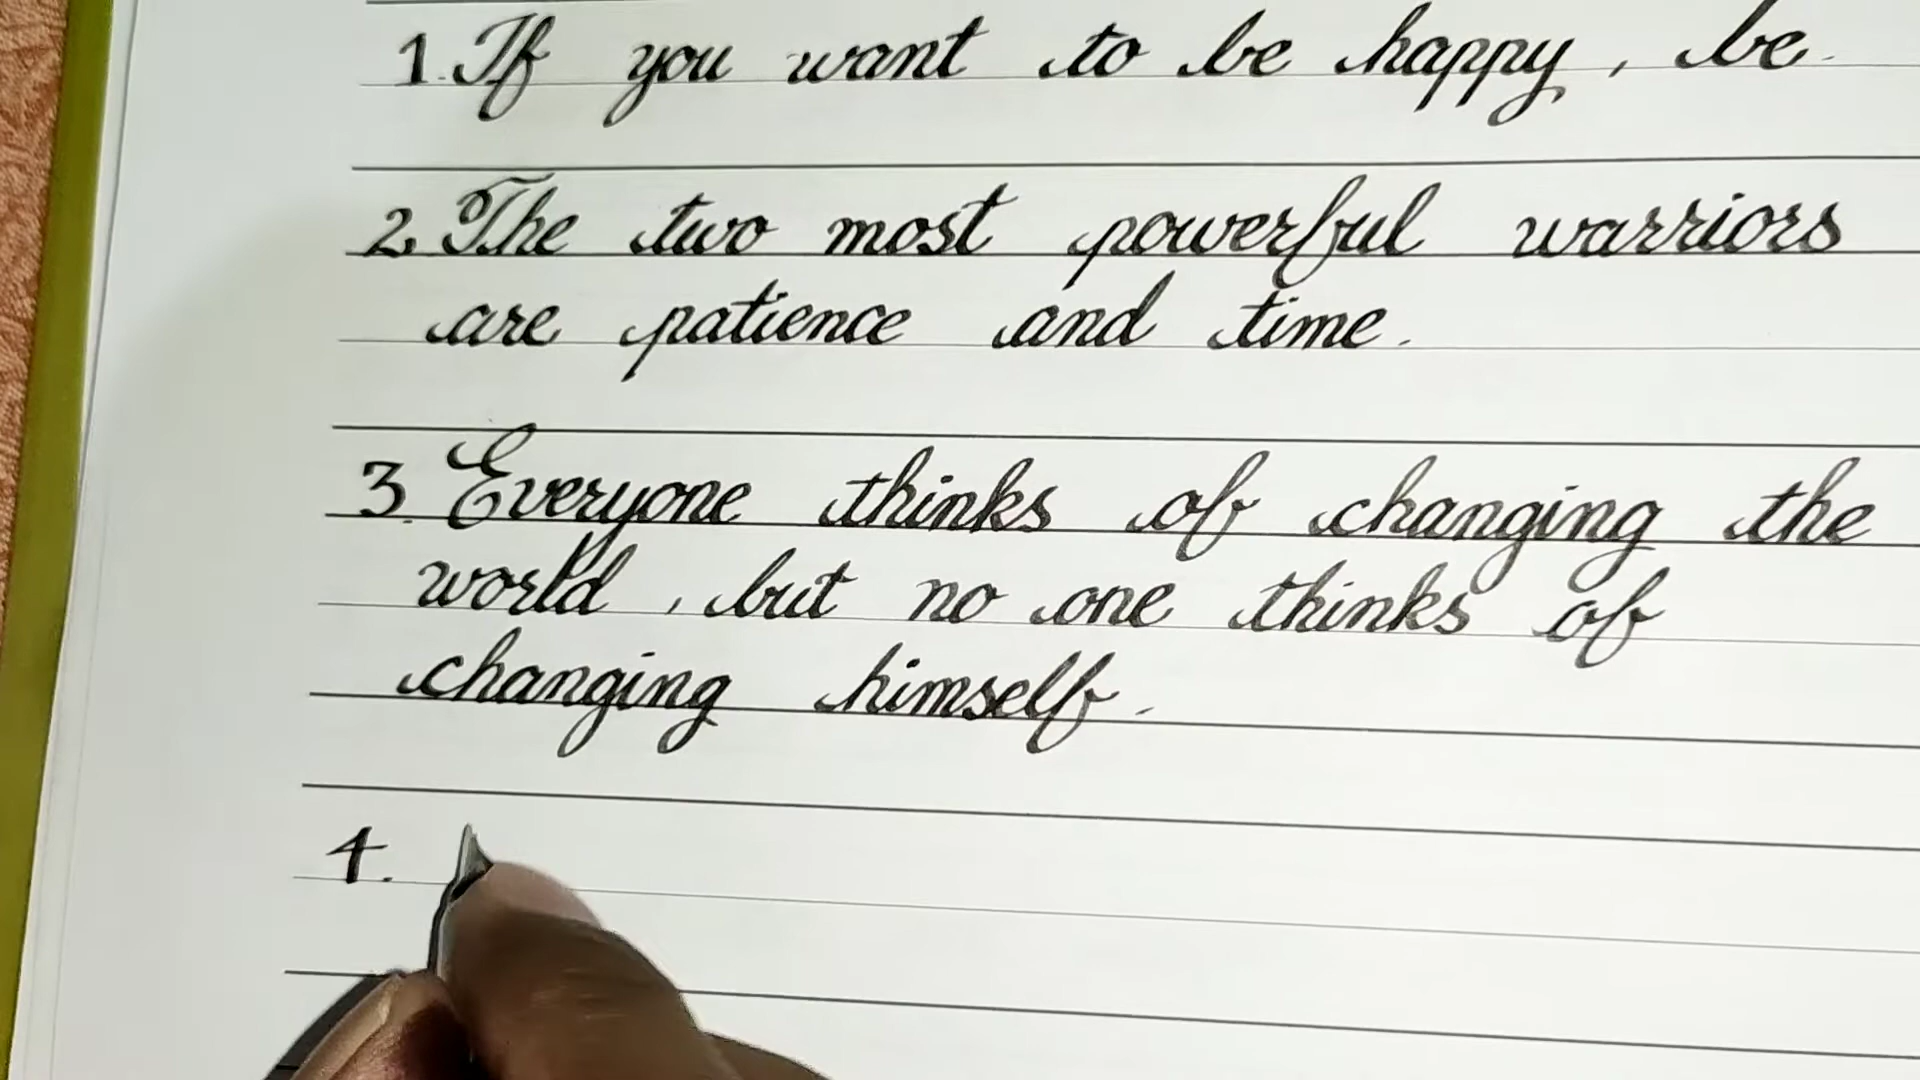 1. If you want to be happy, be.
2. The two most powerful warriors
are patience and time.
3. Everyone thinks of changing the
world, but no one thinks of
changing himself.
4.